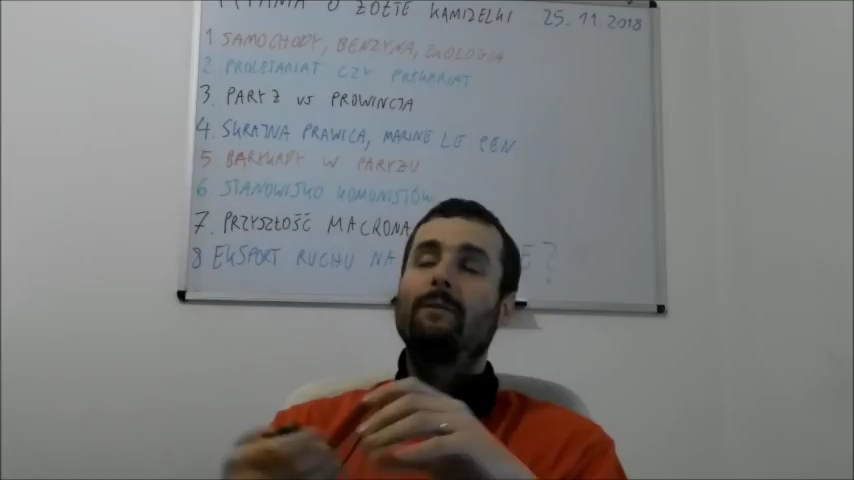 PYTANIA O ŻÓŁTE KAMIZELKI 25.11.2018
1 SAMOCHODY, BENZYNA, EKOLOGIA
2 PROLETARIAT CZY PREKARIAT
3. PARYŻ VS PROWINCJA
4. SKRAJNA PRAWICA, MARINE LE PEN
5 BARYKADY W PARYŻU
6 STANOWISKO KOMUNISTÓW
7. PRZYSZŁOŚĆ MACRONA
8 EKSPORT RUCHU NA E?